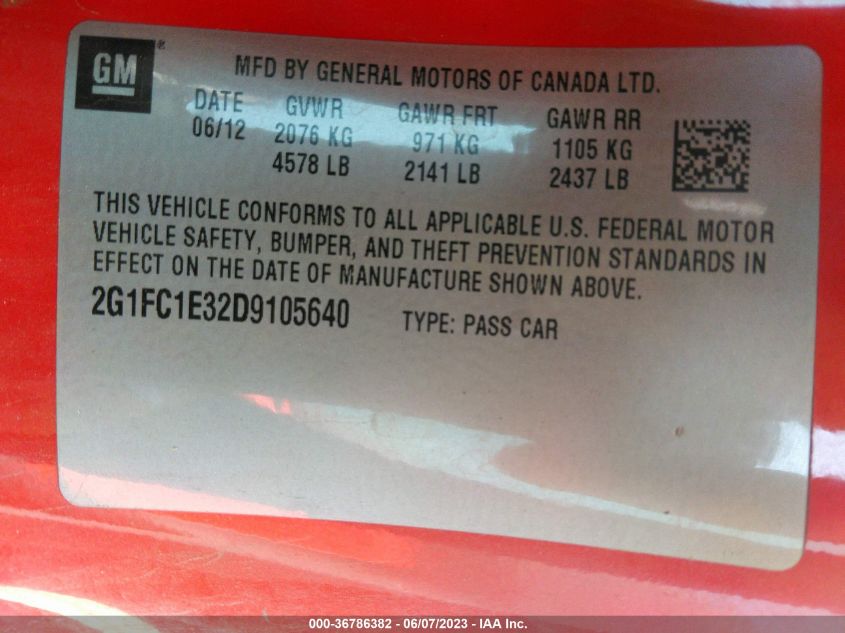 GM ®
MFD BY GENERAL MOTORS OF CANADA LTD.
DATE GVWR GAWR FRT GAWR RR
06/12 2076 KG 971 KG 1105 KG
4578 LB 2141 LB 2437 LB
THIS VEHICLE CONFORMS TO ALL APPLICABLE U.S. FEDERAL MOTOR
VEHICLE SAFETY, BUMPER, AND THEFT PREVENTION STANDARDS IN
EFFECT ON THE DATE OF MANUFACTURE SHOWN ABOVE.
2G1FC1E32D9105640 TYPE: PASS CAR
000-36786382 - 06/07/2023 - IAA Inc.